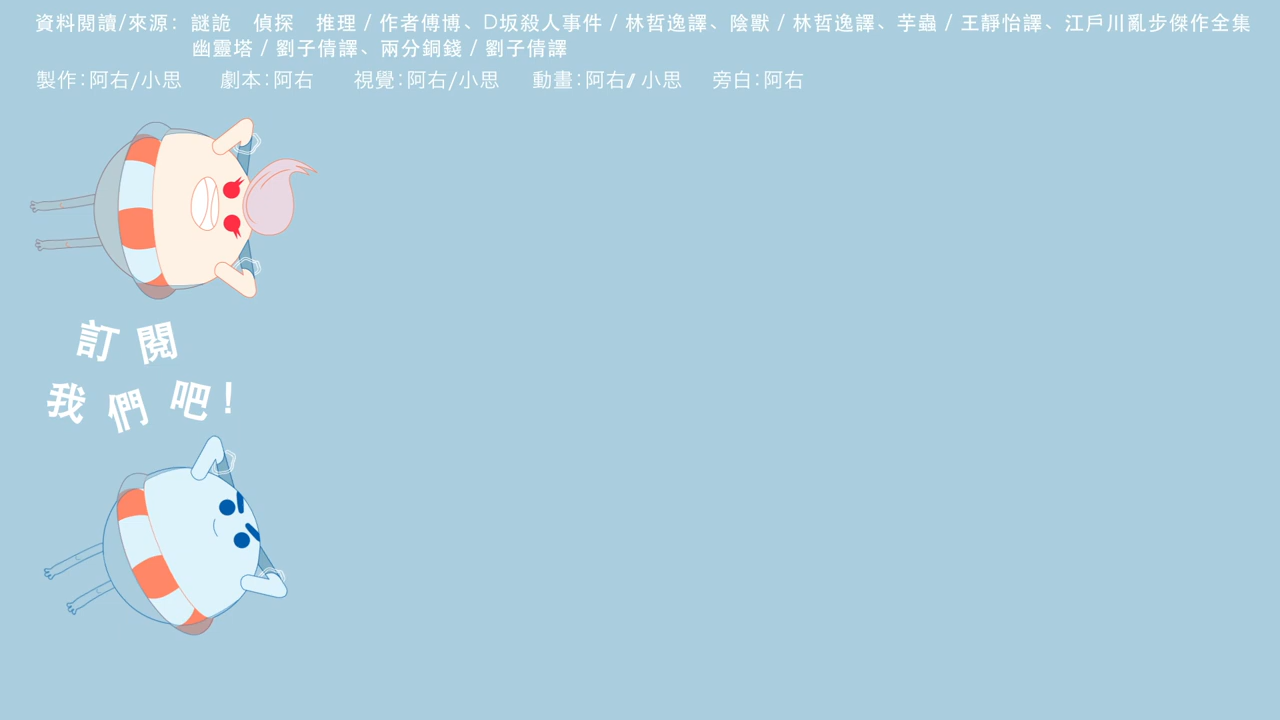 資料閱讀/來源： 謎詭　偵探　推理 / 作者傅博、D坂殺人事件 / 林哲逸譯、陰獸 / 林哲逸譯、芋蟲 / 王靜怡譯、江戶川亂步傑作全集
幽靈塔 / 劉子倩譯、兩分銅錢 / 劉子倩譯
製作：阿右/小思　劇本：阿右　視覺：阿右/小思　動畫：阿右/ 小思　旁白：阿右
訂閱
我們吧!